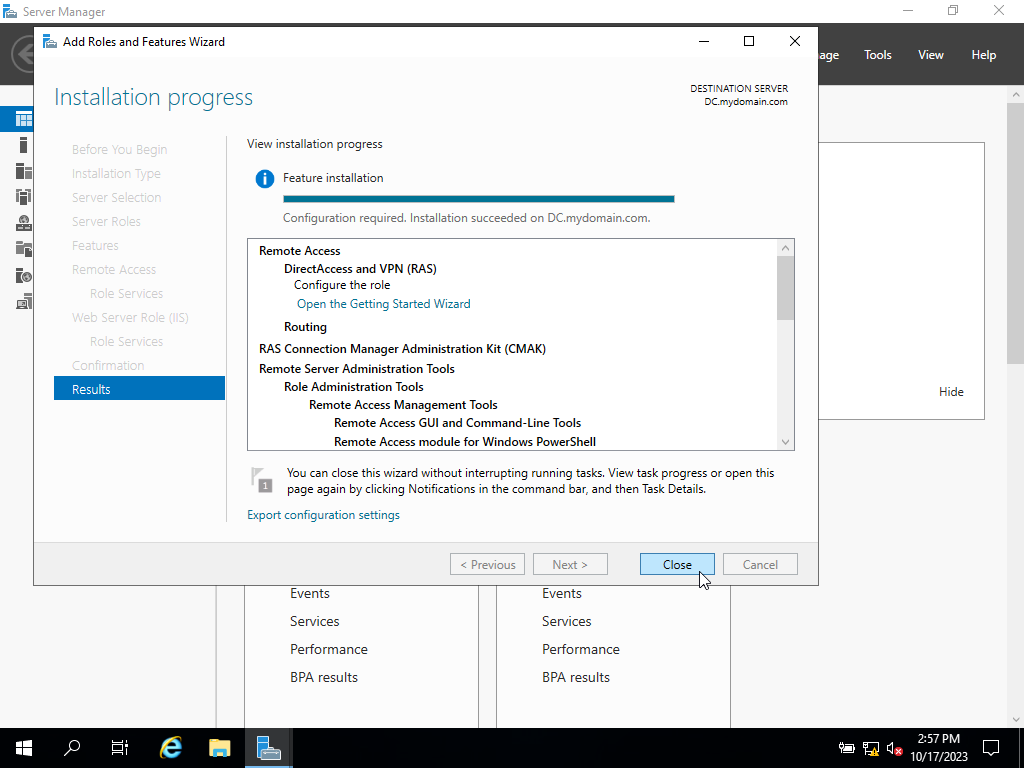 Server Manager
Add Roles and Features Wizard
age
Tools
View
Help
Installation progress
DESTINATION SERVER
DC.mydomain.com
Before You Begin
Installation Type
Server Selection
Server Roles
Features
Remote Access
Role Services
Web Server Role (IIS)
Role Services
Confirmation
Results
View installation progress
Feature installation
Configuration required. Installation succeeded on DC.mydomain.com.
Remote Access
DirectAccess and VPN (RAS)
Configure the role
Open the Getting Started Wizard
Routing
RAS Connection Manager Administration Kit (CMAK)
Remote Server Administration Tools
Role Administration Tools
Remote Access Management Tools
Remote Access GUI and Command-Line Tools
Remote Access module for Windows PowerShell
1
You can close this wizard without interrupting running tasks. View task progress or open this
page again by clicking Notifications in the command bar, and then Task Details.
Export configuration settings
Hide
< Previous
Next >
Close
Cancel
Events
Services
Performance
BPA results
Events
Services
Performance
BPA results
2:57 PM
10/17/2023